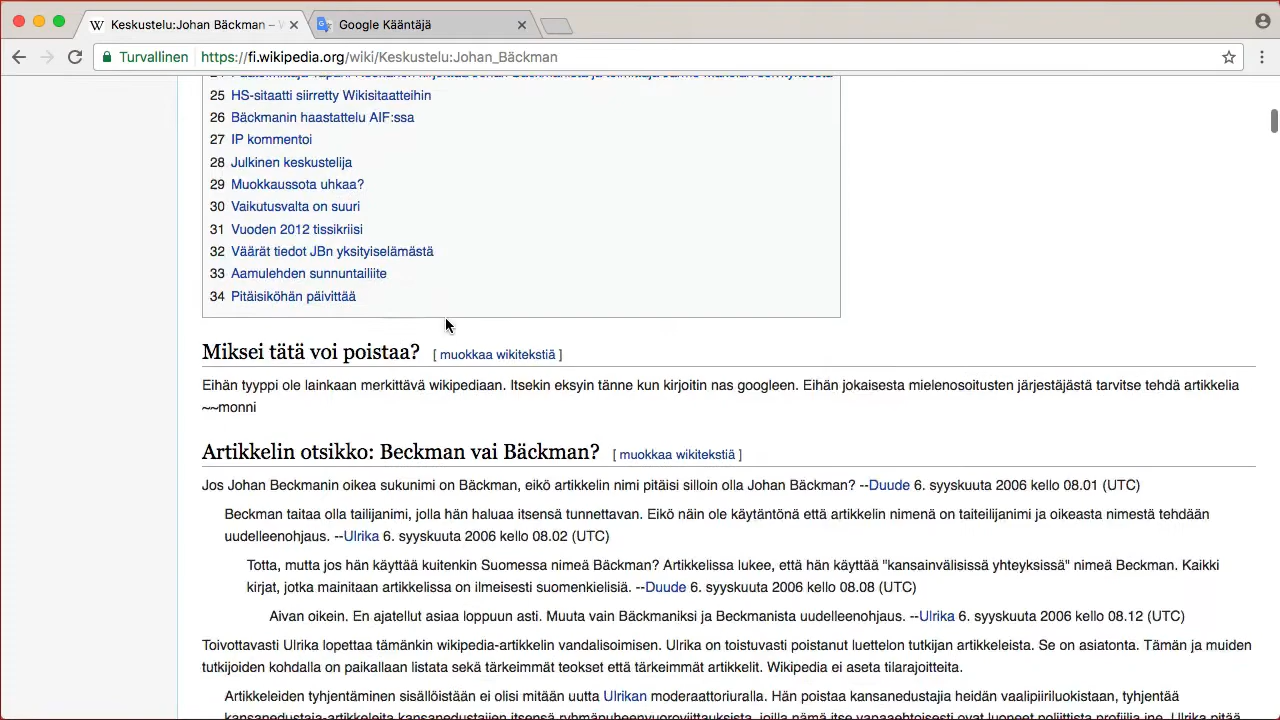 Keskustelu:Johan Bäckman –
Google Kääntäjä
Turvallinen https://fi.wikipedia.org/wiki/Keskustelu:Johan_Bäckman
25 HS-sitaatti siirretty Wikisitaatteihin
26 Bäckmanin haastattelu AIF:ssa
27 IP kommentoi
28 Julkinen keskustelija
29 Muokkaussota uhkaa?
30 Vaikutusvalta on suuri
31 Vuoden 2012 tissikriisi
32 Väärät tiedot JBn yksityiselämästä
33 Aamulehden sunnuntailiite
34 Pitäisiköhän päivittää
Miksei tätä voi poistaa? [ muokkaa wikitekstiä ]
Eihän tyyppi ole lainkaan merkittävä wikipediaan. Itsekin eksyin tänne kun kirjoitin nas googleen. Eihän jokaisesta mielenosoitusten järjestäjästä tarvitse tehdä artikkelia
~~monni
Artikkelin otsikko: Beckman vai Bäckman? [ muokkaa wikitekstiä ]
Jos Johan Beckmanin oikea sukunimi on Bäckman, eikö artikkelin nimi pitäisi silloin olla Johan Bäckman? --Duude 6. syyskuuta 2006 kello 08.01 (UTC)
Beckman taitaa olla tailijanimi, jolla hän haluaa itsensä tunnettavan. Eikö näin ole käytäntönä että artikkelin nimenä on taiteilijanimi ja oikeasta nimestä tehdään
uudelleenohjaus. --Ulrika 6. syyskuuta 2006 kello 08.02 (UTC)
Totta, mutta jos hän käyttää kuitenkin Suomessa nimeä Bäckman? Artikkelissa lukee, että hän käyttää "kansainvälisissä yhteyksissä" nimeä Beckman. Kaikki
kirjat, jotka mainitaan artikkelissa on ilmeisesti suomenkielisiä. --Duude 6. syyskuuta 2006 kello 08.08 (UTC)
Aivan oikein. En ajatellut asiaa loppuun asti. Muuta vain Bäckmaniksi ja Beckmanista uudelleenohjaus. --Ulrika 6. syyskuuta 2006 kello 08.12 (UTC)
Toivottavasti Ulrika lopettaa tämänkin wikipedia-artikkelin vandalisoimisen. Ulrika on toistuvasti poistanut luettelon tutkijan artikkeleista. Se on asiatonta. Tämän ja muiden
tutkijoiden kohdalla on paikallaan listata sekä tärkeimmät teokset että tärkeimmät artikkelit. Wikipedia ei aseta tilarajoitteita.
Artikkeleiden tyhjentäminen sisällöistään ei olisi mitään uutta Ulrikan moderaattoriuralla. Hän poistaa kansanedustajia heidän vaalipiiriluokistaan, tyhjentää